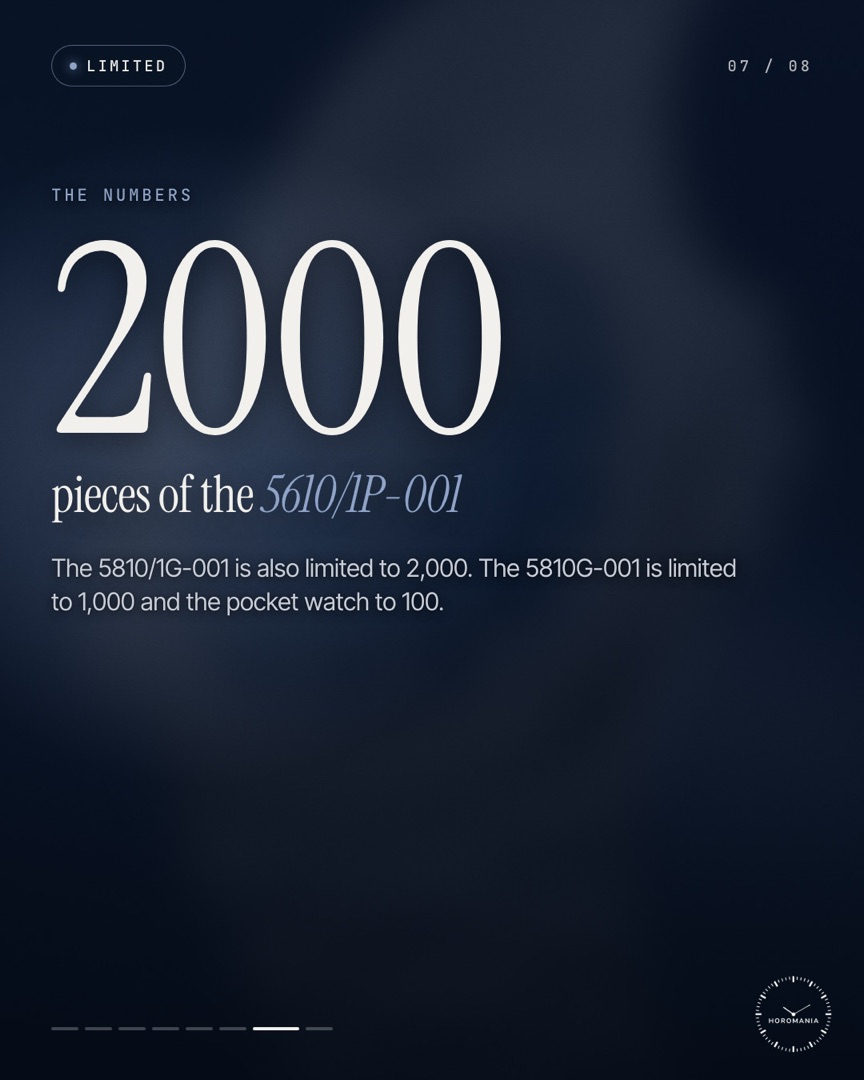 LIMITED
07 / 08
THE NUMBERS
2000
pieces of the 5610/1P-001
The 5810/1G-001 is also limited to 2,000. The 5810G-001 is limited
to 1,000 and the pocket watch to 100.
HOROMANIA